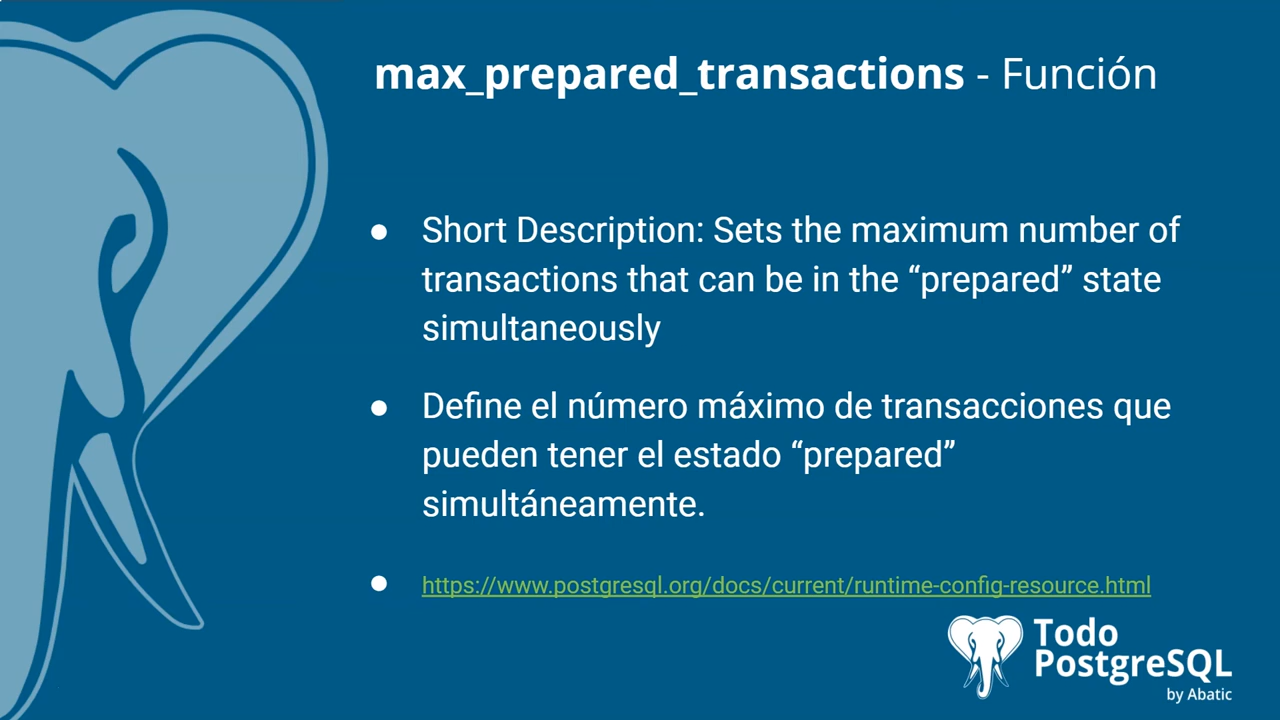 max_prepared_transactions - Función
● Short Description: Sets the maximum number of
transactions that can be in the “prepared” state
simultaneously
● Define el número máximo de transacciones que
pueden tener el estado “prepared”
simultáneamente.
● https://www.postgresql.org/docs/current/runtime-config-resource.html
Todo
PostgreSQL
by Abatic